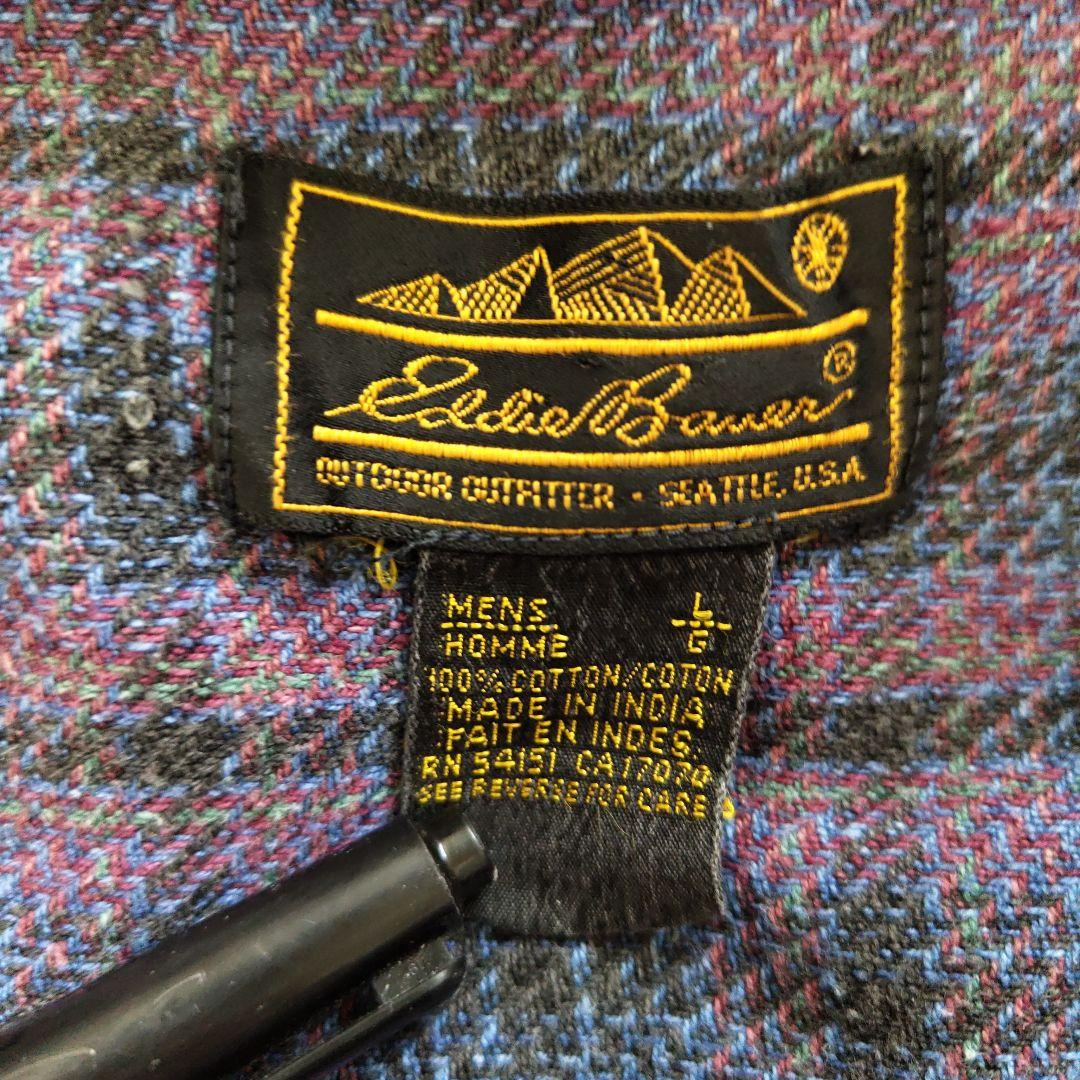 Eddie Bauer ®
OUTDOOR OUTFITTER • SEATTLE, U.S.A.
MENS L
HOMME G
100% COTTON/COTON
MADE IN INDIA
FAIT EN INDES
RN 54151 CA17070
SEE REVERSE FOR CARE